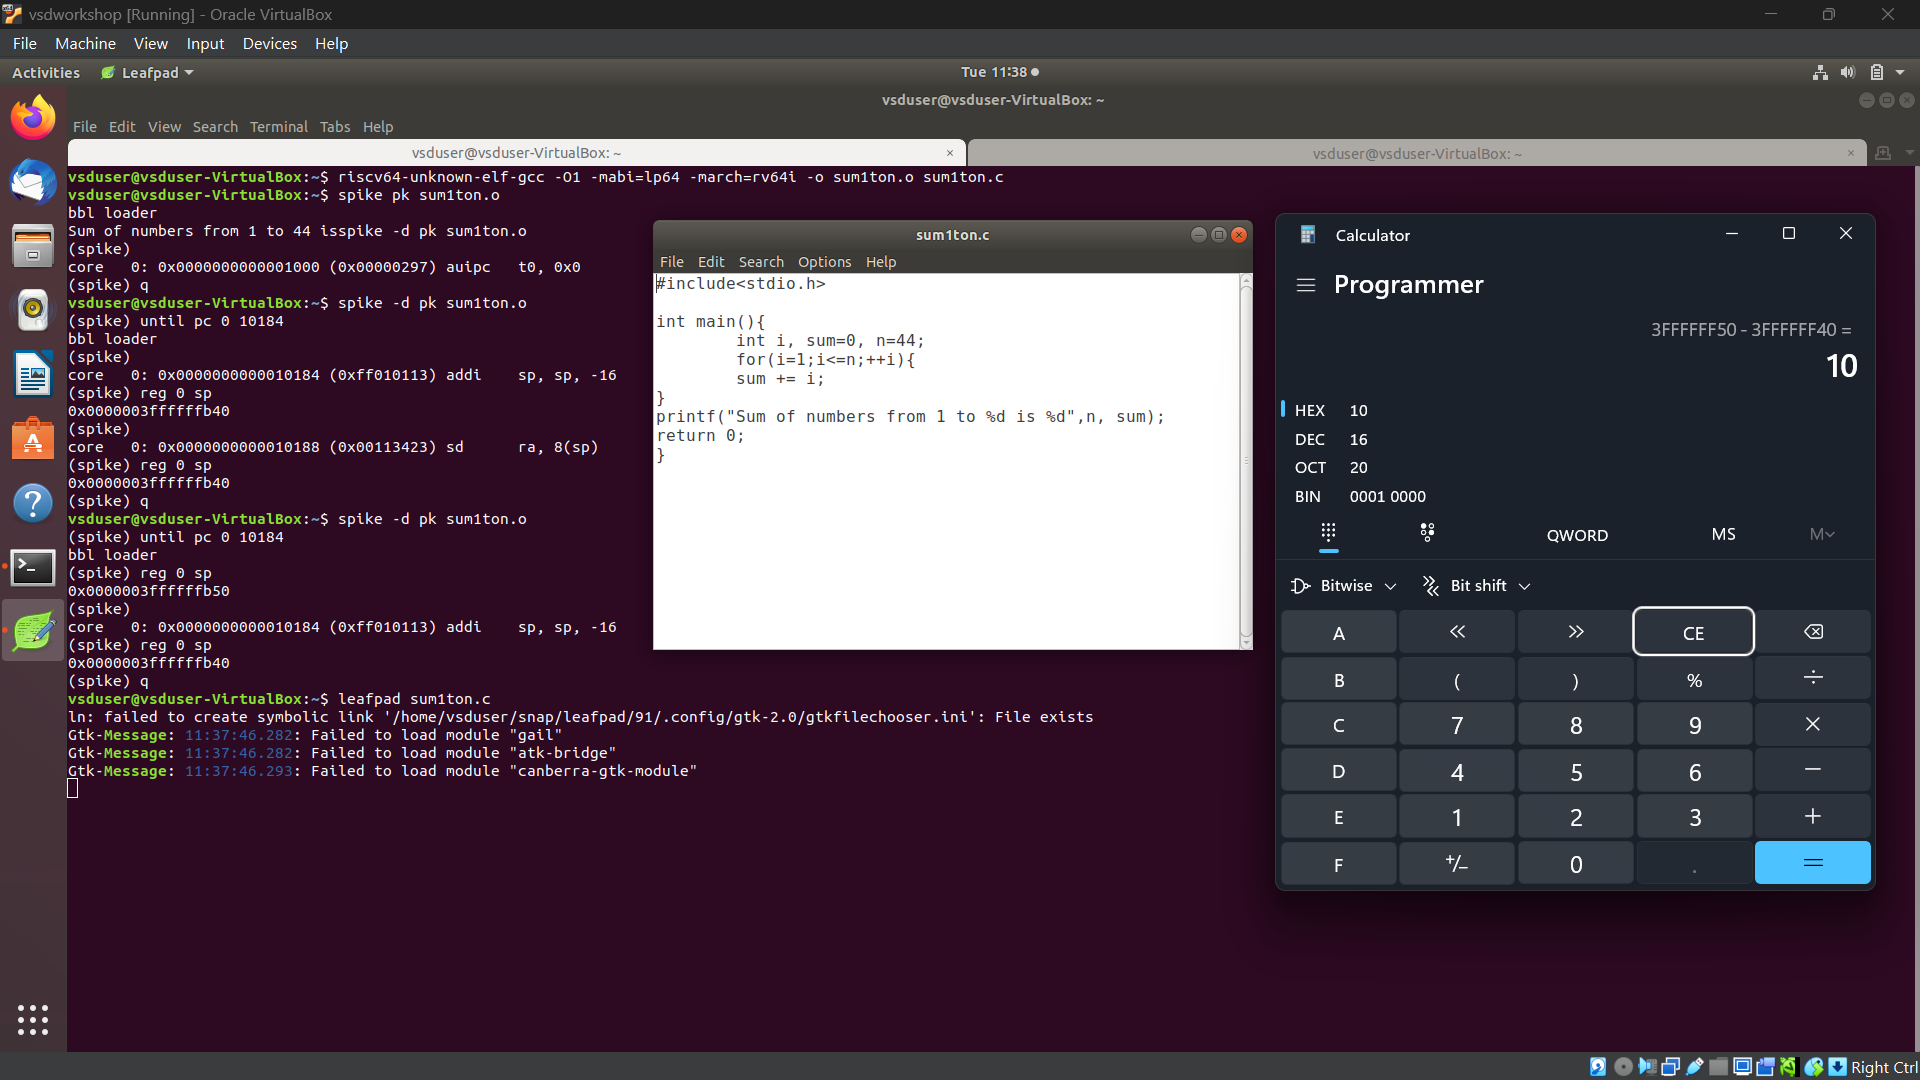 vsdworkshop [Running] - Oracle VirtualBox
File Machine View Input Devices Help
Activities Leafpad Tue 11:38
vsduser@vsduser-VirtualBox: ~
File Edit View Search Terminal Tabs Help
vsduser@vsduser-VirtualBox: ~ × vsduser@vsduser-VirtualBox: ~ ×
vsduser@vsduser-VirtualBox:~$ riscv64-unknown-elf-gcc -O1 -mabi=lp64 -march=rv64i -o sum1ton.o sum1ton.c
vsduser@vsduser-VirtualBox:~$ spike pk sum1ton.o
bbl loader
Sum of numbers from 1 to 44 isspike -d pk sum1ton.o
(spike)
core   0: 0x0000000000001000 (0x00000297) auipc   t0, 0x0
(spike) q
vsduser@vsduser-VirtualBox:~$ spike -d pk sum1ton.o
(spike) until pc 0 10184
bbl loader
(spike)
core   0: 0x0000000000010184 (0xff010113) addi    sp, sp, -16
(spike) reg 0 sp
0x0000003ffffffb40
(spike)
core   0: 0x0000000000010188 (0x00113423) sd      ra, 8(sp)
(spike) reg 0 sp
0x0000003ffffffb40
(spike) q
vsduser@vsduser-VirtualBox:~$ spike -d pk sum1ton.o
(spike) until pc 0 10184
bbl loader
(spike) reg 0 sp
0x0000003ffffffb50
(spike)
core   0: 0x0000000000010184 (0xff010113) addi    sp, sp, -16
(spike) reg 0 sp
0x0000003ffffffb40
(spike) q
vsduser@vsduser-VirtualBox:~$ leafpad sum1ton.c
ln: failed to create symbolic link '/home/vsduser/snap/leafpad/91/.config/gtk-2.0/gtkfilechooser.ini': File exists
Gtk-Message: 11:37:46.282: Failed to load module "gail"
Gtk-Message: 11:37:46.282: Failed to load module "atk-bridge"
Gtk-Message: 11:37:46.293: Failed to load module "canberra-gtk-module"
sum1ton.c
File Edit Search Options Help
#include<stdio.h>
int main(){
        int i, sum=0, n=44;
        for(i=1;i<=n;++i){
        sum += i;
}
printf("Sum of numbers from 1 to %d is %d",n, sum);
return 0;
}
Calculator
Programmer
3FFFFFF50 - 3FFFFFF40 =
10
HEX 10
DEC 16
OCT 20
BIN 0001 0000
QWORD MS M
Bitwise Bit shift
A « » CE
B ( ) % ÷
C 7 8 9 ×
D 4 5 6 −
E 1 2 3 +
F +/− 0 . =
Right Ctrl